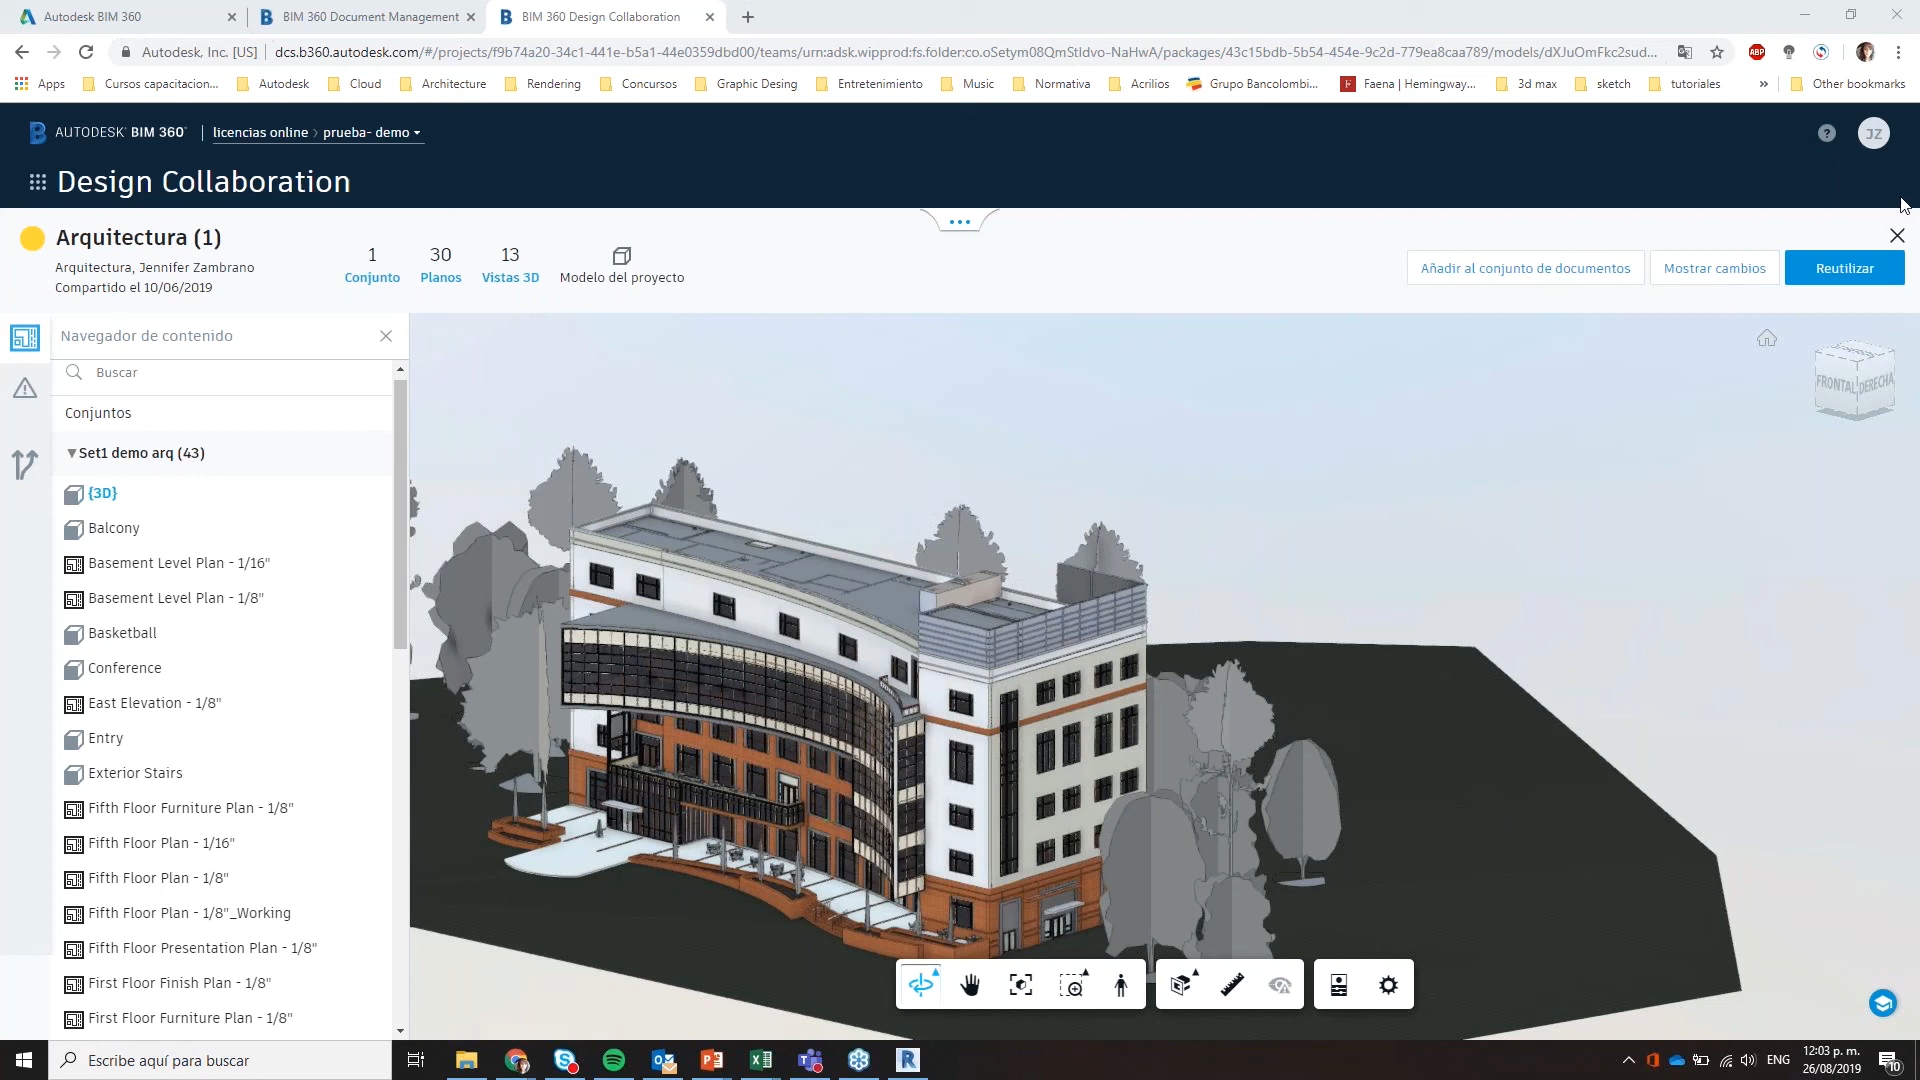 Autodesk BIM 360
BIM 360 Document Management
BIM 360 Design Collaboration
Autodesk, Inc. [US]
dcs.b360.autodesk.com/#/projects/f9b74a20-34c1-441e-b5a1-44e0359dbd00/teams/urn:adsk.wipprod:fs.folder:co.oSetym08QmStIdvo-NaHwA/packages/43c15bdb-5b54-454e-9c2d-779ea8caa789/models/dXJuOmFkc2sud...
ABP
Apps
Cursos capacitacion...
Autodesk
Cloud
Architecture
Rendering
Concursos
Graphic Desing
Entretenimiento
Music
Normativa
Acrilios
Grupo Bancolombi...
Faena | Hemingway...
3d max
sketch
tutoriales
Other bookmarks
AUTODESK BIM 360
licencias online > prueba- demo
JZ
Design Collaboration
Arquitectura (1)
Arquitectura, Jennifer Zambrano
Compartido el 10/06/2019
1
Conjunto
30
Planos
13
Vistas 3D
Modelo del proyecto
Añadir al conjunto de documentos
Mostrar cambios
Reutilizar
Navegador de contenido
Buscar
Conjuntos
Set1 demo arq (43)
{3D}
Balcony
Basement Level Plan - 1/16"
Basement Level Plan - 1/8"
Basketball
Conference
East Elevation - 1/8"
Entry
Exterior Stairs
Fifth Floor Furniture Plan - 1/8"
Fifth Floor Plan - 1/16"
Fifth Floor Plan - 1/8"
Fifth Floor Plan - 1/8"_Working
Fifth Floor Presentation Plan - 1/8"
First Floor Finish Plan - 1/8"
First Floor Furniture Plan - 1/8"
FRONTAL
DERECHA
Escribe aquí para buscar
ENG
12:03 p. m.
26/08/2019
10